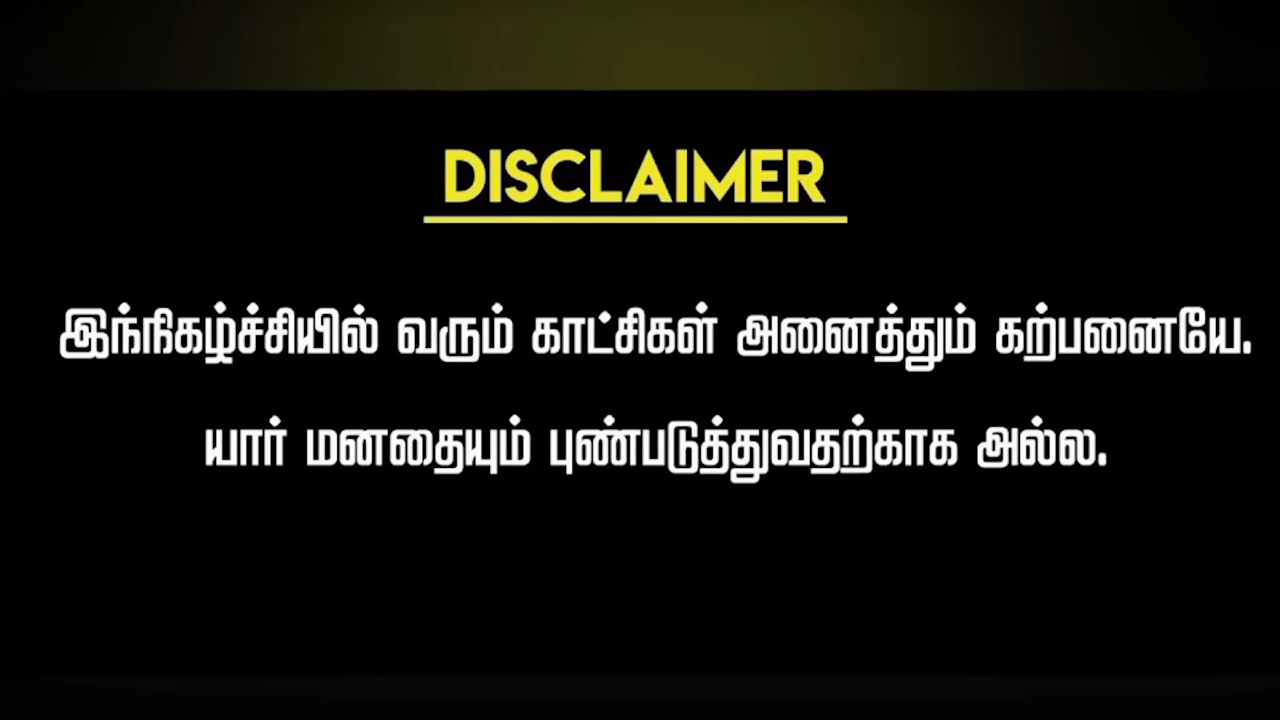 DISCLAIMER
இந்நிகழ்ச்சியில் வரும் காட்சிகள் அனைத்தும் கற்பனையே.
யார் மனதையும் புண்படுத்துவதற்காக அல்ல.